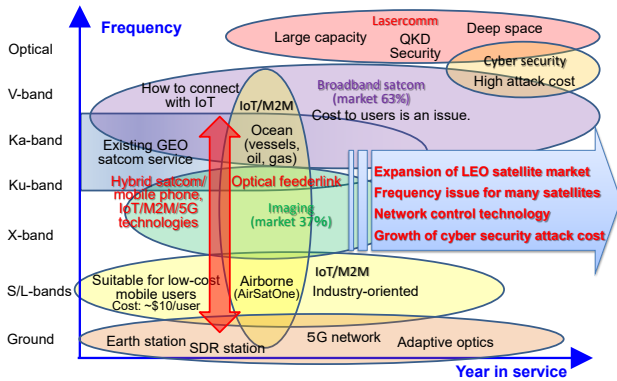 Frequency
Optical
V-band
Ka-band
Ku-band
X-band
S/L-bands
Ground
Lasercomm
Large capacity
QKD
Security
Deep space
Cyber security
High attack cost
How to connect
with IoT
Broadband satcom
(market 63%)
Cost to users is an issue.
IoT/M2M
Ocean
(vessels,
oil, gas)
Existing GEO
satcom service
Hybrid satcom/
mobile phone,
IoT/M2M/5G
technologies
Optical feederlink
Imaging
(market 37%)
Expansion of LEO satellite market
Frequency issue for many satellites
Network control technology
Growth of cyber security attack cost
Suitable for low-cost
mobile users
Cost: ~$10/user
Airborne
(AirSatOne)
IoT/M2M
Industry-oriented
Earth station
SDR station
5G network
Adaptive optics
Year in service